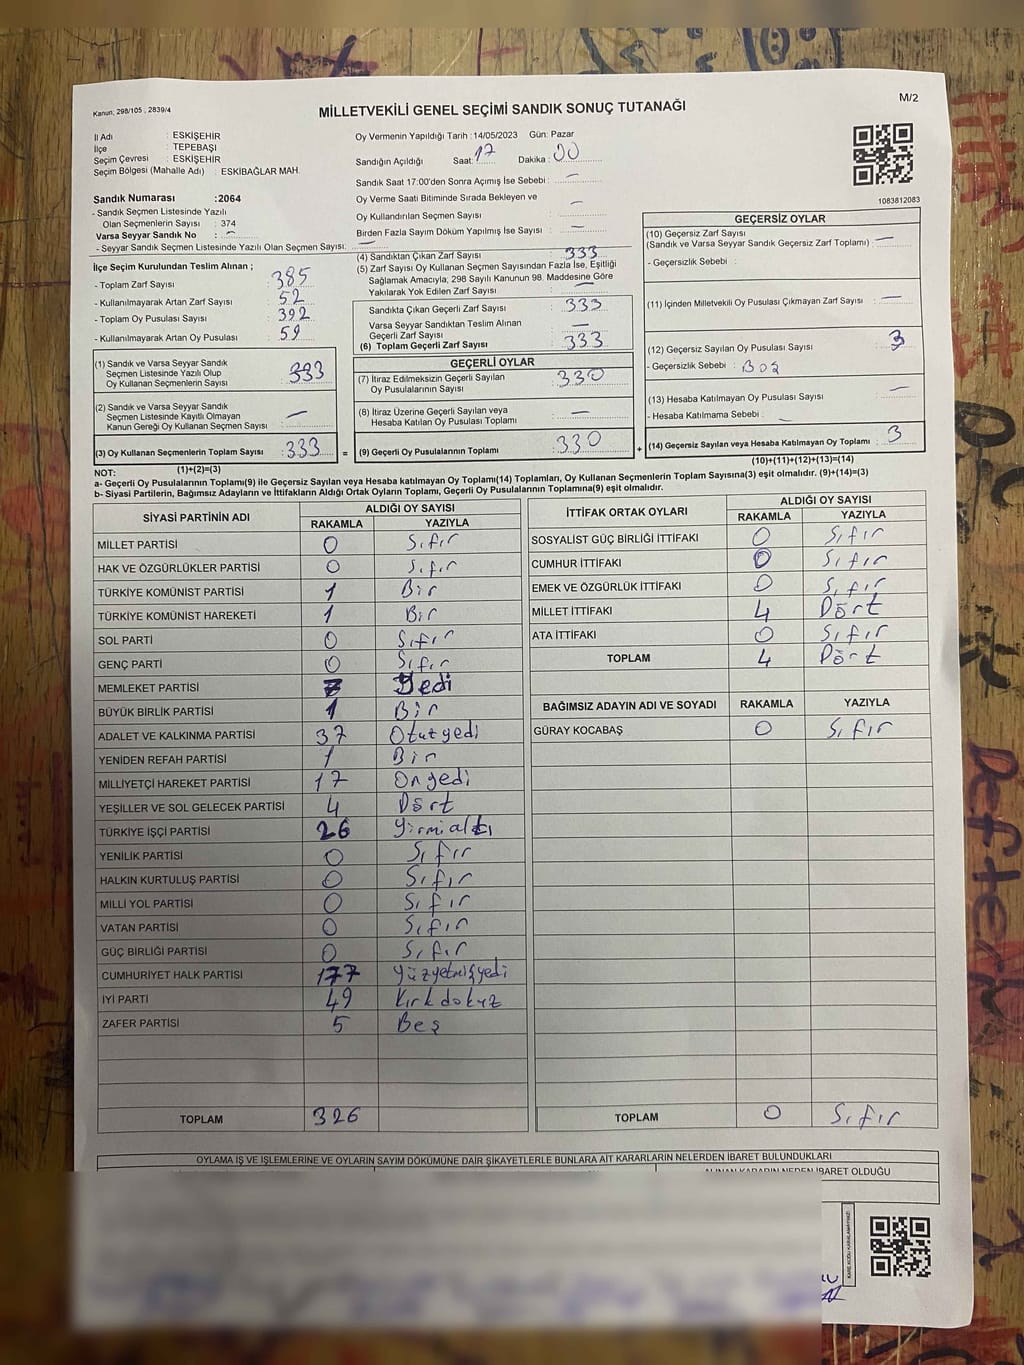 M/2
Kanun: 298/105 , 2839/4
MİLLETVEKİLİ GENEL SEÇİMİ SANDIK SONUÇ TUTANAĞI
İl Adı : ESKİŞEHİR
İlçe : TEPEBAŞI
Seçim Çevresi : ESKİŞEHİR
Seçim Bölgesi (Mahalle Adı) : ESKİBAĞLAR MAH.
Sandık Numarası :2064
- Sandık Seçmen Listesinde Yazılı
Olan Seçmenlerin Sayısı : 374
Varsa Seyyar Sandık No : –
- Seyyar Sandık Seçmen Listesinde Yazılı Olan Seçmen Sayısı: –
Oy Vermenin Yapıldığı Tarih :14/05/2023 Gün: Pazar
Sandığın Açıldığı Saat: 17 Dakika : 00
Sandık Saat 17:00'den Sonra Açımış İse Sebebi : –
Oy Verme Saati Bitiminde Sırada Bekleyen ve
Oy Kullandırılan Seçmen Sayısı : –
Birden Fazla Sayım Döküm Yapılmış İse Sayısı : –
1083812083
İlçe Seçim Kurulundan Teslim Alınan ;
- Toplam Zarf Sayısı : 385
- Kullanılmayarak Artan Zarf Sayısı : 52
- Toplam Oy Pusulası Sayısı : 392
- Kullanılmayarak Artan Oy Pusulası : 59
(4) Sandıktan Çıkan Zarf Sayısı : 333
(5) Zarf Sayısı Oy Kullanan Seçmen Sayısından Fazla İse, Eşitliği
Sağlamak Amacıyla, 298 Sayılı Kanunun 98. Maddesine Göre
Yakılarak Yok Edilen Zarf Sayısı : –
Sandıkta Çıkan Geçerli Zarf Sayısı : 333
Varsa Seyyar Sandıktan Teslim Alınan
Geçerli Zarf Sayısı : –
(6) Toplam Geçerli Zarf Sayısı : 333
GEÇERSİZ OYLAR
(10) Geçersiz Zarf Sayısı : –
(Sandık ve Varsa Seyyar Sandık Geçersiz Zarf Toplamı)
- Geçersizlik Sebebi :
(11) İçinden Milletvekili Oy Pusulası Çıkmayan Zarf Sayısı : –
(12) Geçersiz Sayılan Oy Pusulası Sayısı : 3
- Geçersizlik Sebebi : Boş
(13) Hesaba Katılmayan Oy Pusulası Sayısı : –
- Hesaba Katılmama Sebebi : –
(14) Geçersiz Sayılan veya Hesaba Katılmayan Oy Toplamı : 3
(10)+(11)+(12)+(13)=(14)
(1) Sandık ve Varsa Seyyar Sandık
Seçmen Listesinde Yazılı Olup
Oy Kullanan Seçmenlerin Sayısı : 333
(2) Sandık ve Varsa Seyyar Sandık
Seçmen Listesinde Kayıtlı Olmayan
Kanun Gereği Oy Kullanan Seçmen Sayısı : –
(3) Oy Kullanan Seçmenlerin Toplam Sayısı : 333 =
(1)+(2)=(3)
GEÇERLİ OYLAR
(7) İtiraz Edilmeksizin Geçerli Sayılan
Oy Pusulalarının Sayısı : 330
(8) İtiraz Üzerine Geçerli Sayılan veya
Hesaba Katılan Oy Pusulası Toplamı : –
(9) Geçerli Oy Pusulalarının Toplamı : 330 +
NOT:
a- Geçerli Oy Pusulalarının Toplamı(9) ile Geçersiz Sayılan veya Hesaba katılmayan Oy Toplamı(14) Toplamları, Oy Kullanan Seçmenlerin Toplam Sayısına(3) eşit olmalıdır. (9)+(14)=(3)
b- Siyasi Partilerin, Bağımsız Adayların ve İttifakların Aldığı Ortak Oyların Toplamı, Geçerli Oy Pusulalarının Toplamına(9) eşit olmalıdır.
SİYASİ PARTİNİN ADI ALDIĞI OY SAYISI
RAKAMLA YAZIYLA
MİLLET PARTİSİ 0 Sıfır
HAK VE ÖZGÜRLÜKLER PARTİSİ 0 Sıfır
TÜRKİYE KOMÜNİST PARTİSİ 1 Bir
TÜRKİYE KOMÜNİST HAREKETİ 1 Bir
SOL PARTİ 0 Sıfır
GENÇ PARTİ 0 Sıfır
MEMLEKET PARTİSİ 7 Yedi
BÜYÜK BİRLİK PARTİSİ 1 Bir
ADALET VE KALKINMA PARTİSİ 37 Otutyedi
YENİDEN REFAH PARTİSİ 1 Bir
MİLLİYETÇİ HAREKET PARTİSİ 17 Onyedi
YEŞİLLER VE SOL GELECEK PARTİSİ 4 Dört
TÜRKİYE İŞÇİ PARTİSİ 26 Yirmialtı
YENİLİK PARTİSİ 0 Sıfır
HALKIN KURTULUŞ PARTİSİ 0 Sıfır
MİLLİ YOL PARTİSİ 0 Sıfır
VATAN PARTİSİ 0 Sıfır
GÜÇ BİRLİĞİ PARTİSİ 0 Sıfır
CUMHURİYET HALK PARTİSİ 177 Yüzyetmişyedi
İYİ PARTİ 49 Kırkdokuz
ZAFER PARTİSİ 5 Beş
TOPLAM 326
İTTİFAK ORTAK OYLARI ALDIĞI OY SAYISI
RAKAMLA YAZIYLA
SOSYALİST GÜÇ BİRLİĞİ İTTİFAKI 0 Sıfır
CUMHUR İTTİFAKI 0 Sıfır
EMEK VE ÖZGÜRLÜK İTTİFAKI 0 Sıfır
MİLLET İTTİFAKI 4 Dört
ATA İTTİFAKI 0 Sıfır
TOPLAM 4 Dört
BAĞIMSIZ ADAYIN ADI VE SOYADI RAKAMLA YAZIYLA
GÜRAY KOCABAŞ 0 Sıfır
TOPLAM 0 Sıfır
OYLAMA İŞ VE İŞLEMLERİNE VE OYLARIN SAYIM DÖKÜMÜNE DAİR ŞİKAYETLERLE BUNLARA AİT KARARLARIN NELERDEN İBARET BULUNDUKLARI
ALINAN KARARIN NEDEN İBARET OLDUĞU